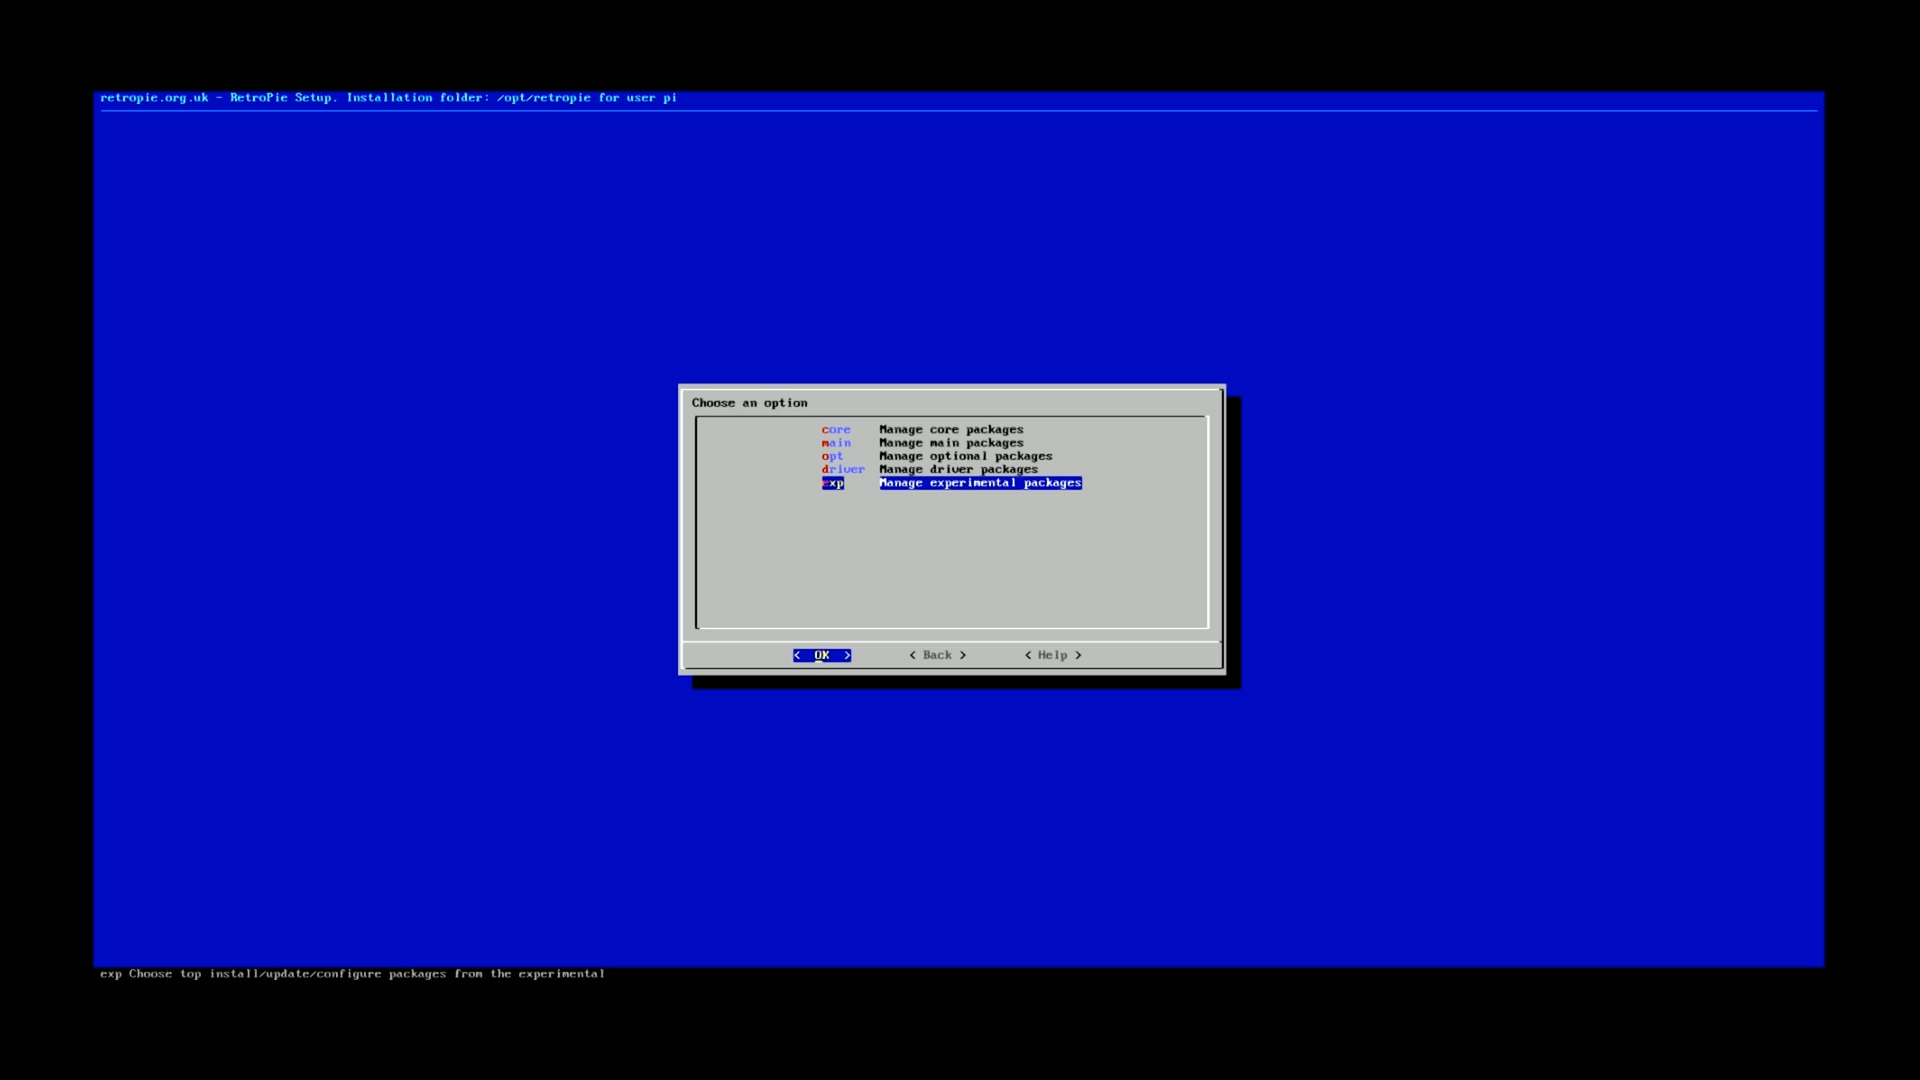 retropie.org.uk - RetroPie Setup. Installation folder: /opt/retropie for user pi
Choose an option
core Manage core packages
main Manage main packages
opt Manage optional packages
driver Manage driver packages
exp Manage experimental packages
< OK > < Back > < Help >
exp Choose top install/update/configure packages from the experimental